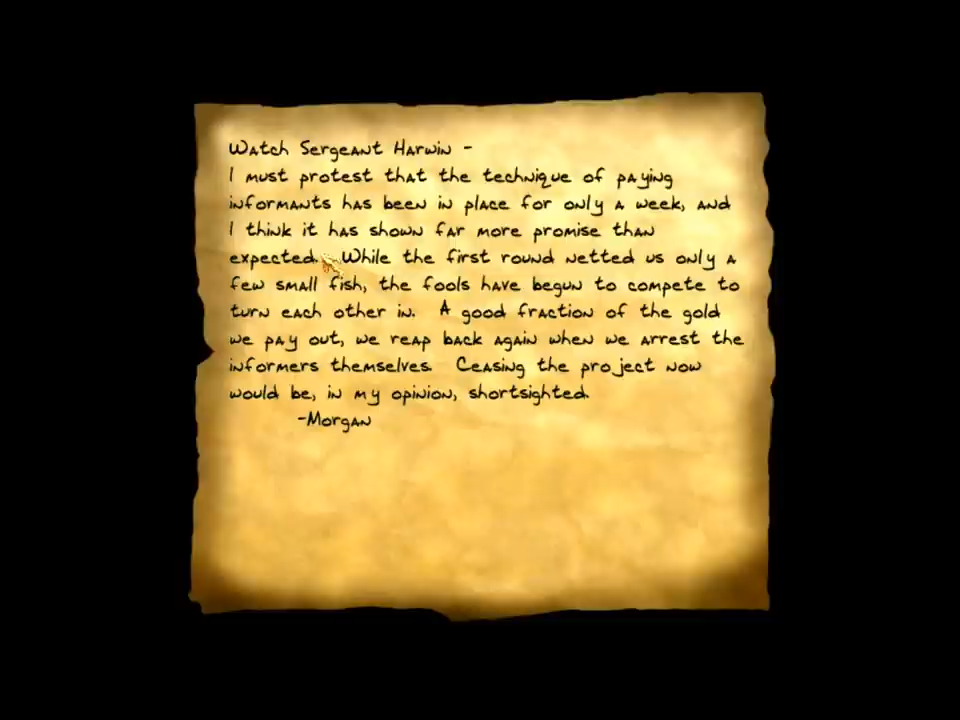 Watch Sergeant Harwin -
I must protest that the technique of paying
informants has been in place for only a week, and
I think it has shown far more promise than
expected. While the first round netted us only a
few small fish, the fools have begun to compete to
turn each other in. A good fraction of the gold
we pay out, we reap back again when we arrest the
informers themselves. Ceasing the project now
would be, in my opinion, shortsighted.
-Morgan